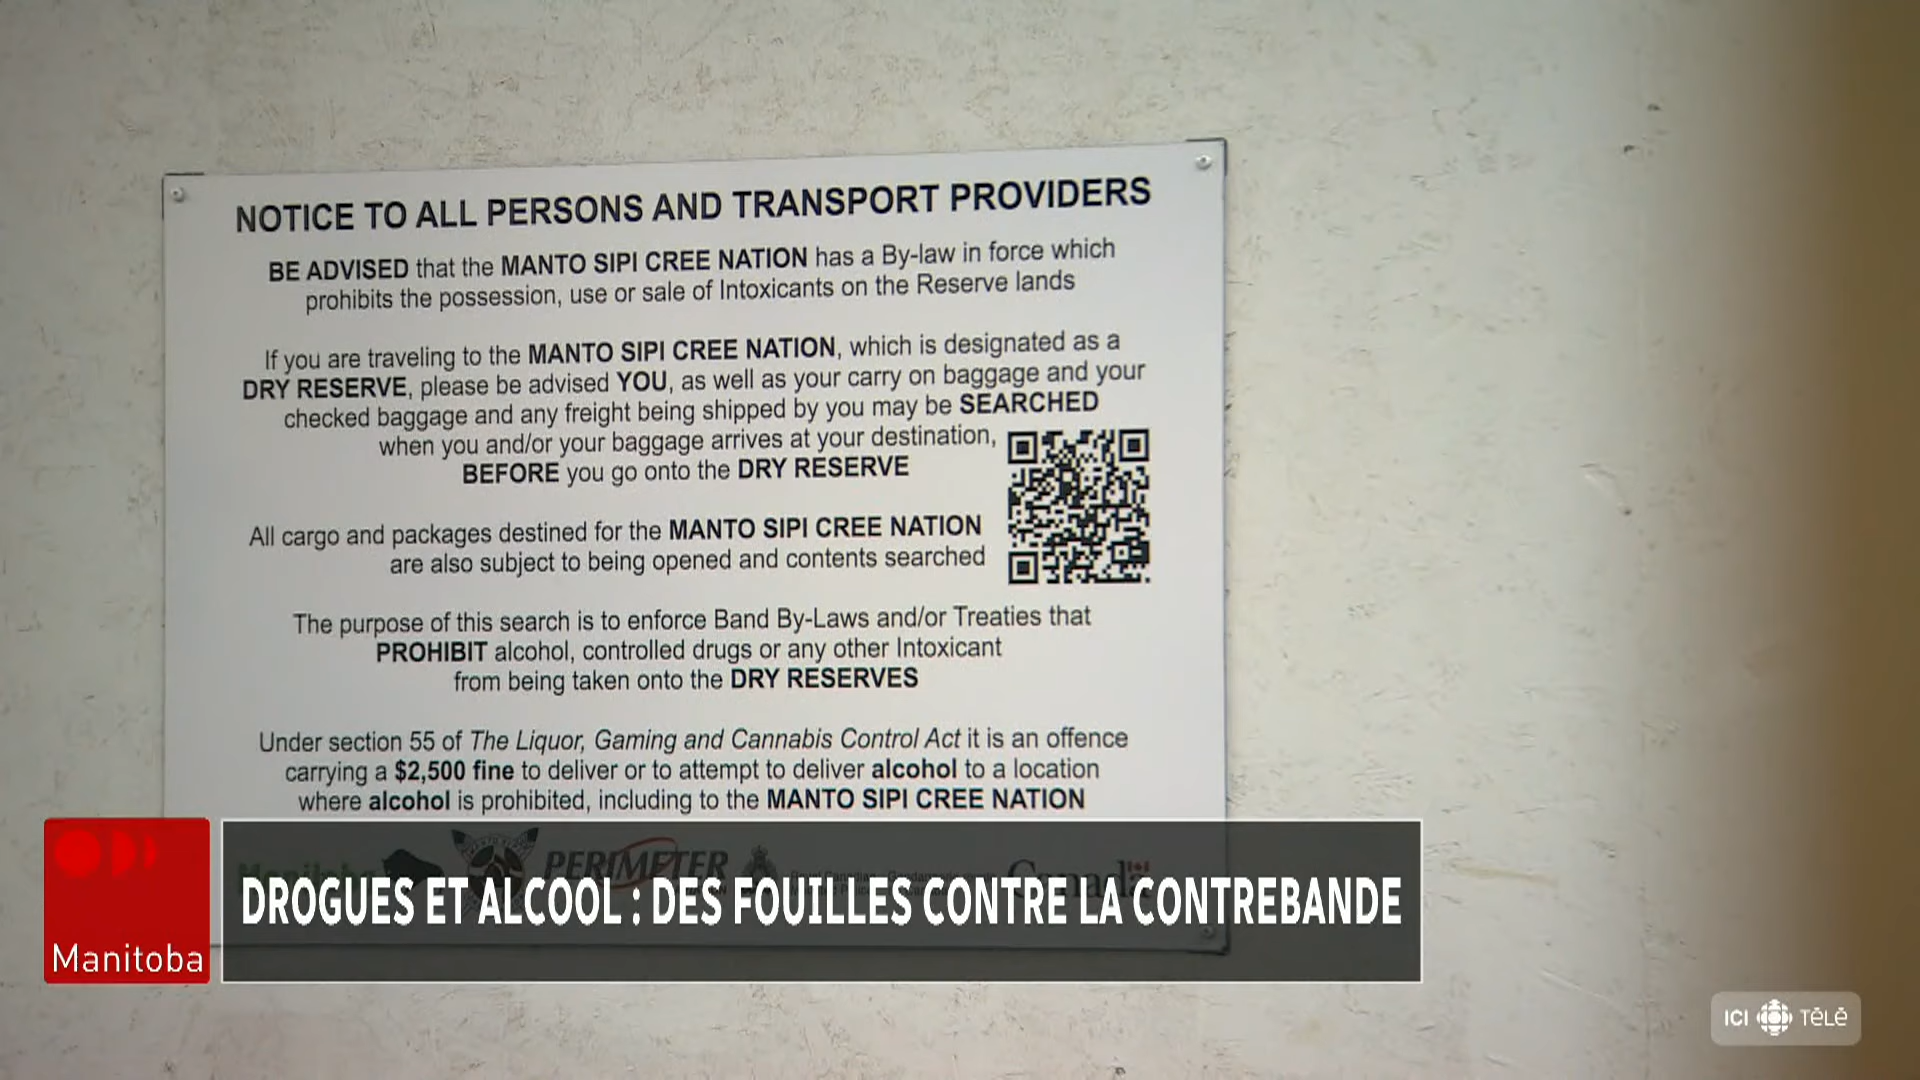 NOTICE TO ALL PERSONS AND TRANSPORT PROVIDERS
BE ADVISED that the MANTO SIPI CREE NATION has a By-law in force which
prohibits the possession, use or sale of Intoxicants on the Reserve lands
If you are traveling to the MANTO SIPI CREE NATION, which is designated as a
DRY RESERVE, please be advised YOU, as well as your carry on baggage and your
checked baggage and any freight being shipped by you may be SEARCHED
when you and/or your baggage arrives at your destination,
BEFORE you go onto the DRY RESERVE
All cargo and packages destined for the MANTO SIPI CREE NATION
are also subject to being opened and contents searched
The purpose of this search is to enforce Band By-Laws and/or Treaties that
PROHIBIT alcohol, controlled drugs or any other Intoxicant
from being taken onto the DRY RESERVES
Under section 55 of The Liquor, Gaming and Cannabis Control Act it is an offence
carrying a $2,500 fine to deliver or to attempt to deliver alcohol to a location
where alcohol is prohibited, including to the MANTO SIPI CREE NATION
PERIMETER
Canada
DROGUES ET ALCOOL : DES FOUILLES CONTRE LA CONTREBANDE
Manitoba
ICI TÉLÉ